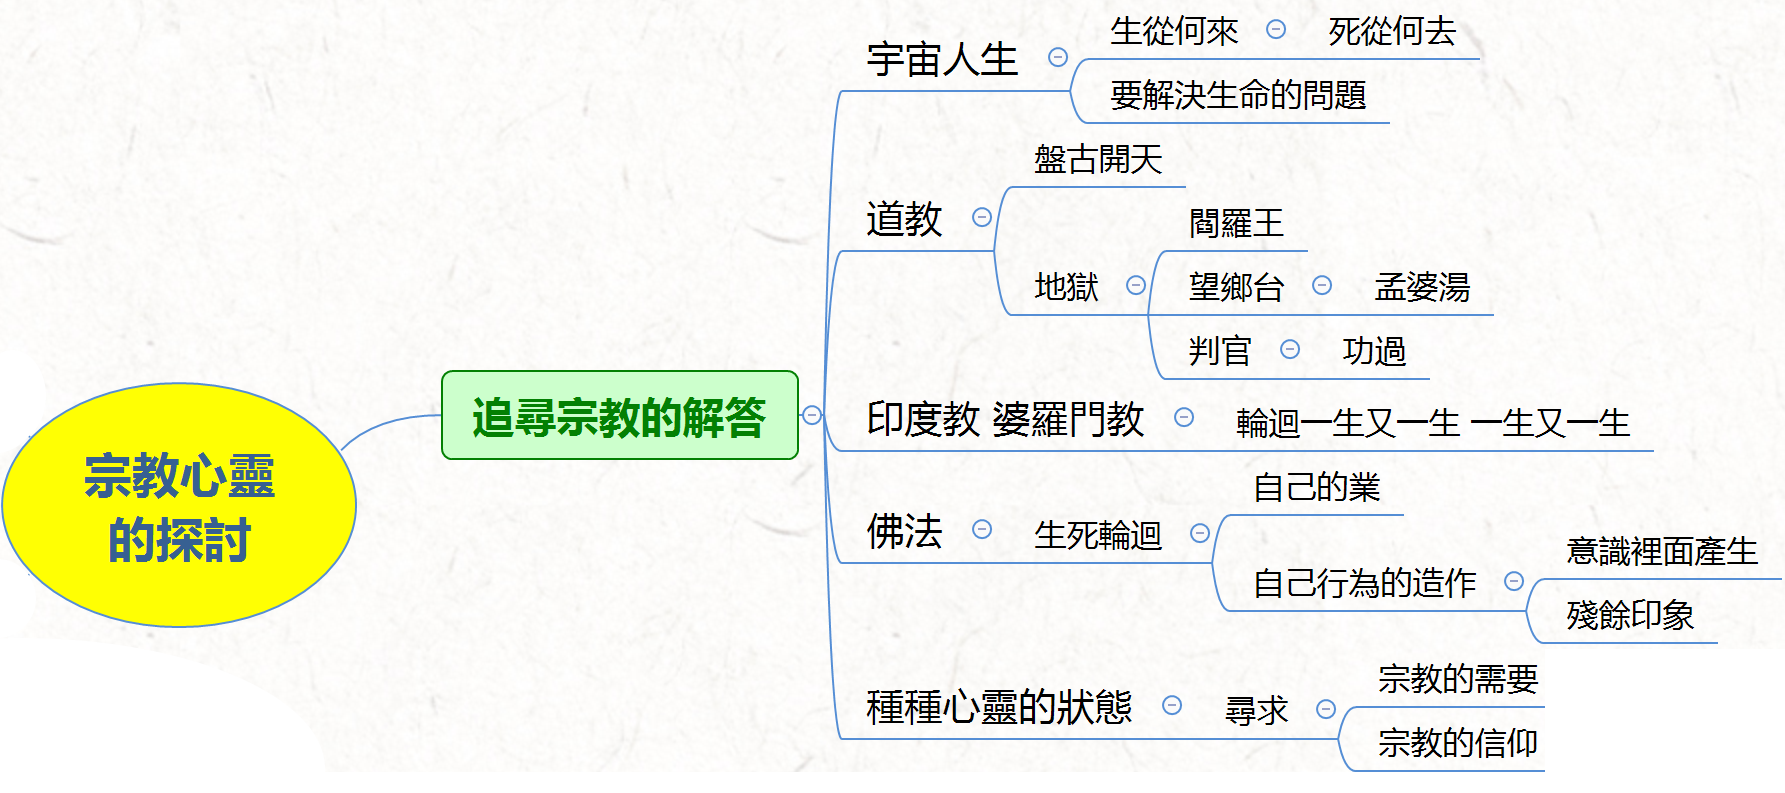 宗教心靈
的探討
追尋宗教的解答
宇宙人生
生從何來
死從何去
要解決生命的問題
道教
盤古開天
地獄
閻羅王
望鄉台
孟婆湯
判官
功過
印度教 婆羅門教
輪迴一生又一生 一生又一生
佛法
生死輪迴
自己的業
自己行為的造作
意識裡面產生
殘餘印象
種種心靈的狀態
尋求
宗教的需要
宗教的信仰